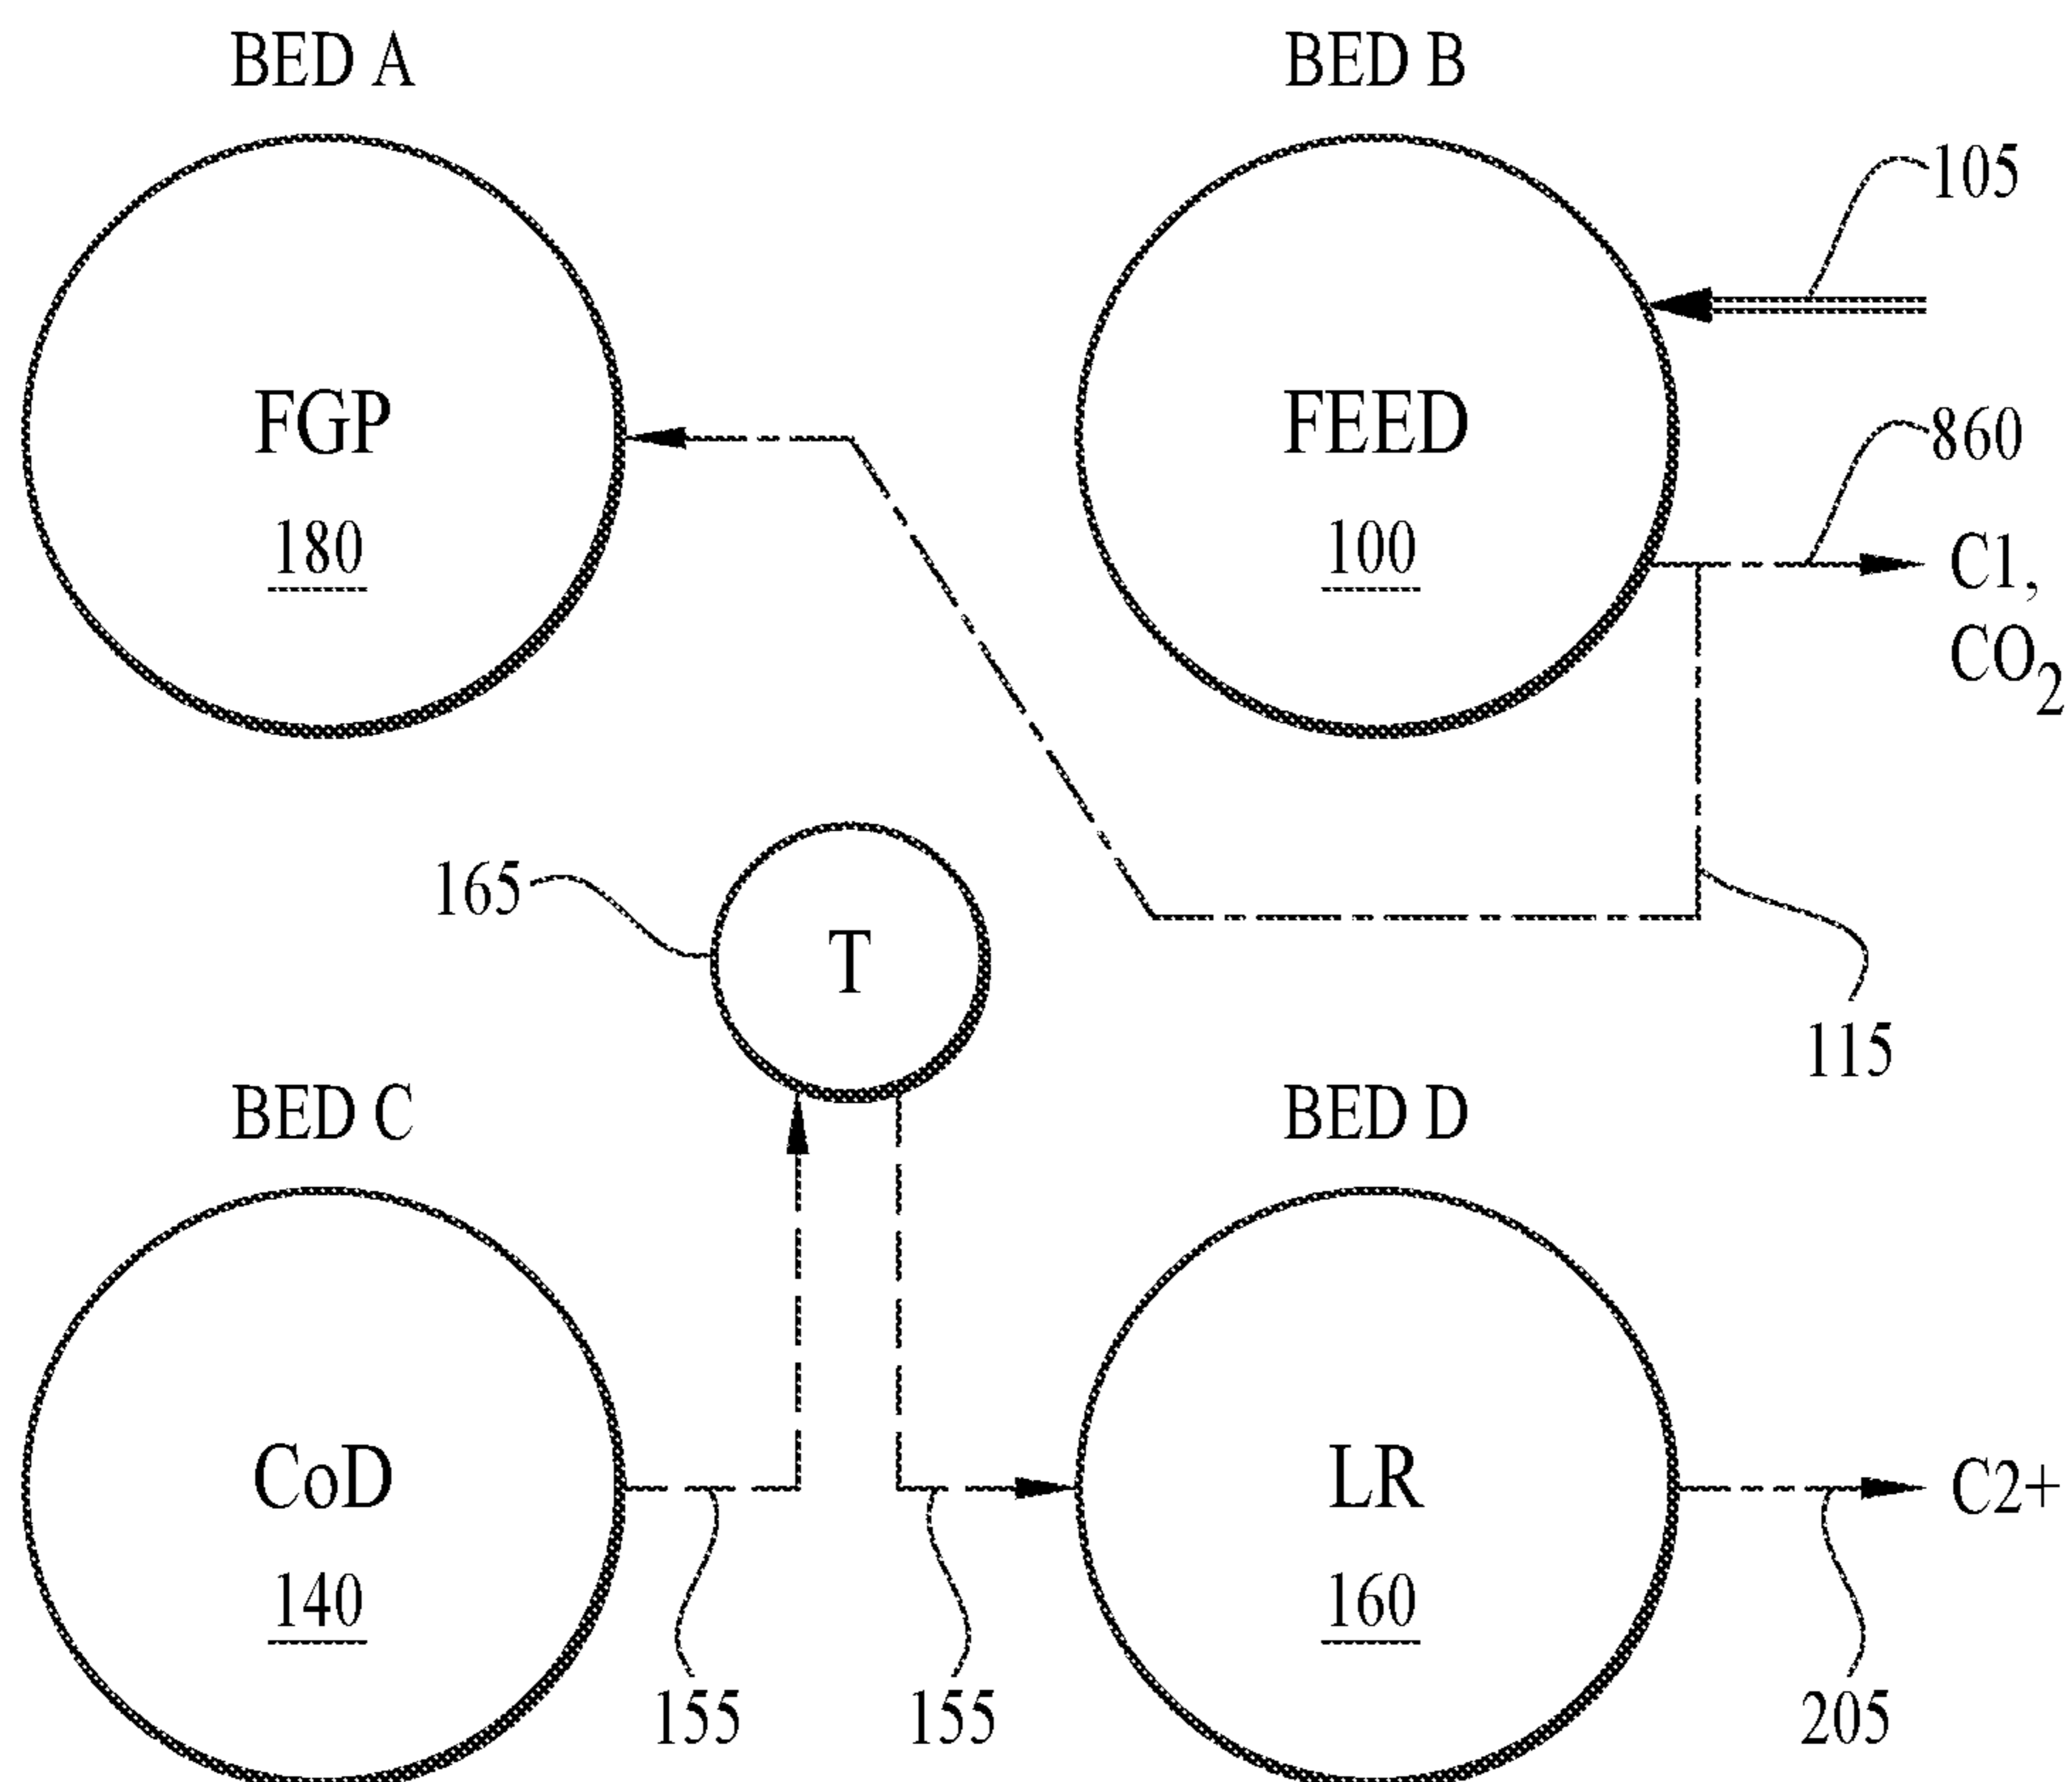 BED A
BED B
105
FGP
FEED
860
180
100
C1,
CO2
165
T
115
BED C
BED D
CoD
LR
C2+
140
160
155
155
205